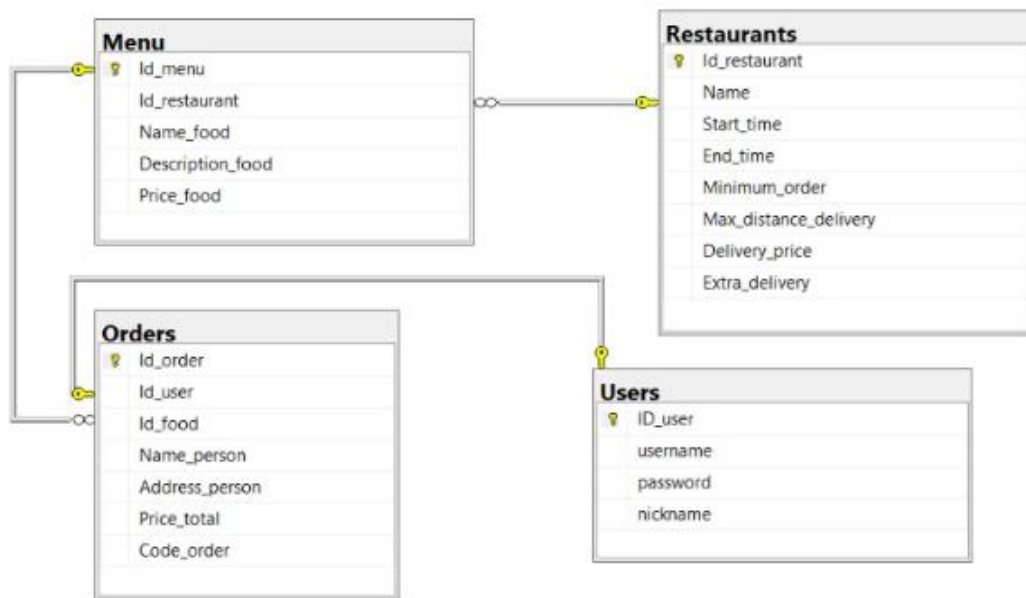 Menu
Id_menu
Id_restaurant
Name_food
Description_food
Price_food
Restaurants
Id_restaurant
Name
Start_time
End_time
Minimum_order
Max_distance_delivery
Delivery_price
Extra_delivery
Orders
Id_order
Id_user
Id_food
Name_person
Address_person
Price_total
Code_order
Users
ID_user
username
password
nickname